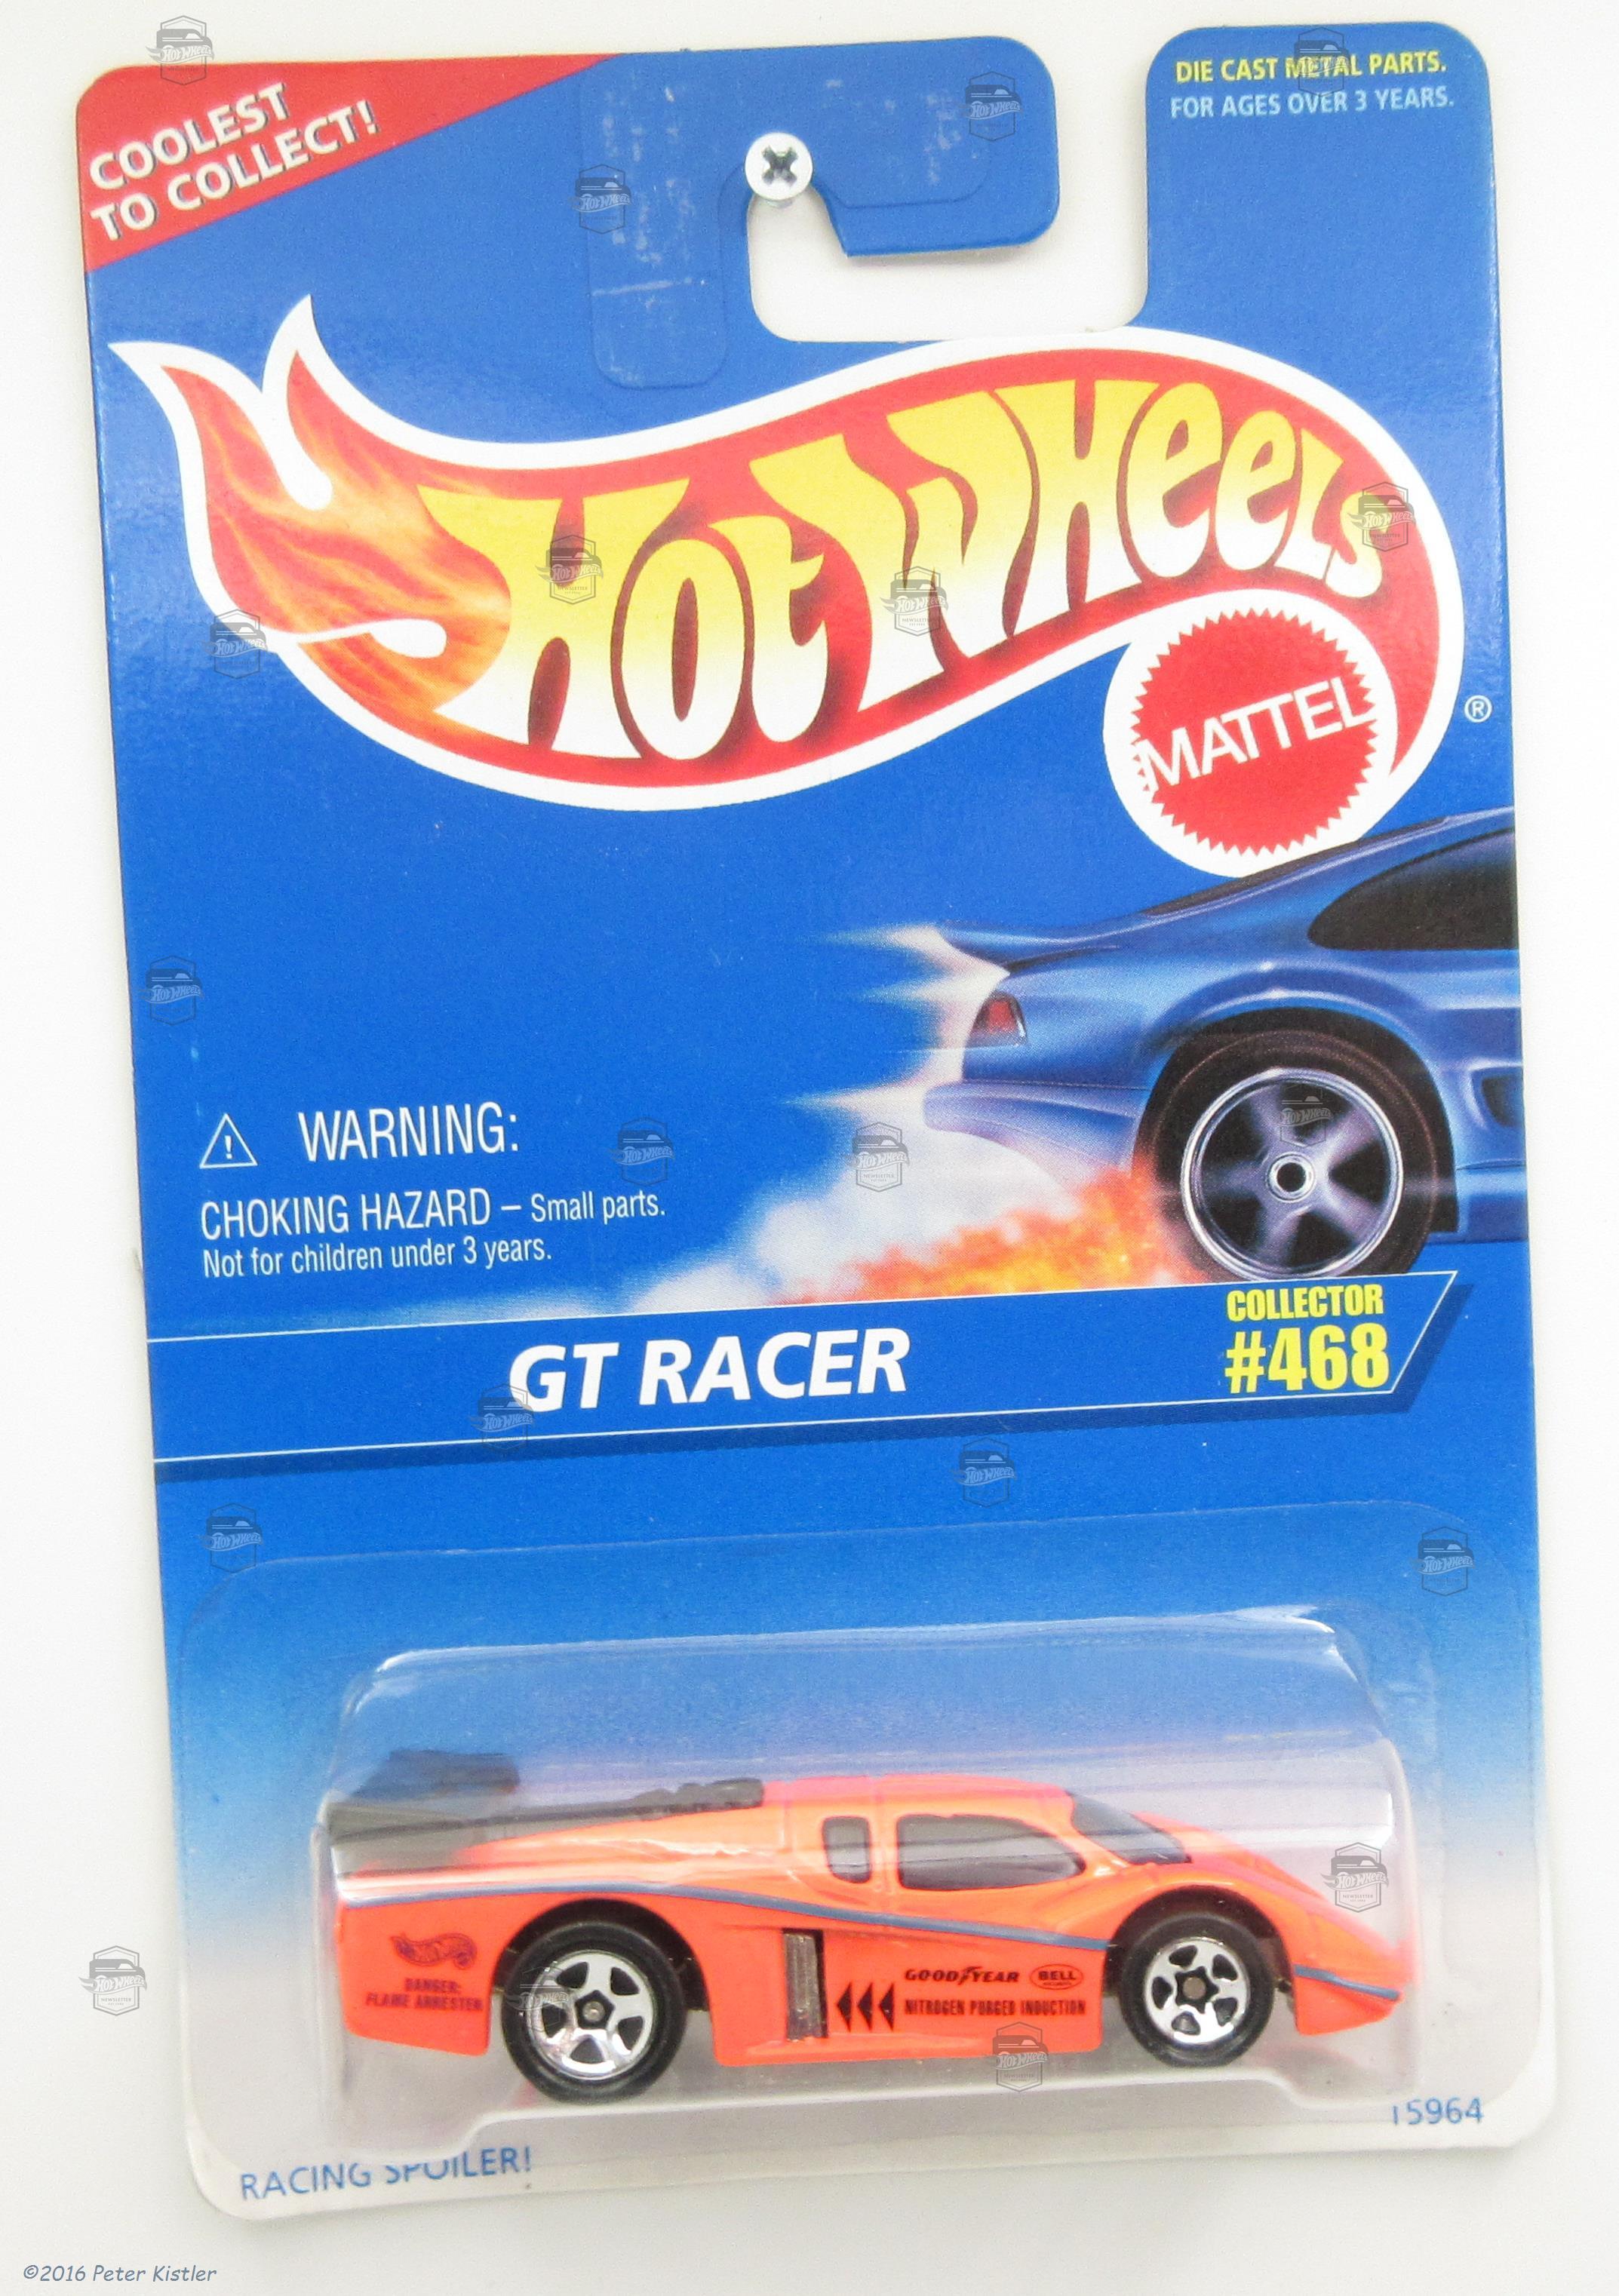 COOLEST
TO COLLECT!
DIE CAST METAL PARTS.
FOR AGES OVER 3 YEARS.
Hot Wheels
MATTEL
®
WARNING:
CHOKING HAZARD – Small parts.
Not for children under 3 years.
GT RACER
COLLECTOR
#468
Hot Wheels
DANGER:
FLAME ARRESTER
GOODYEAR BELL
NITROGEN PURGED INDUCTION
15964
RACING SPOILER!
©2016 Peter Kistler